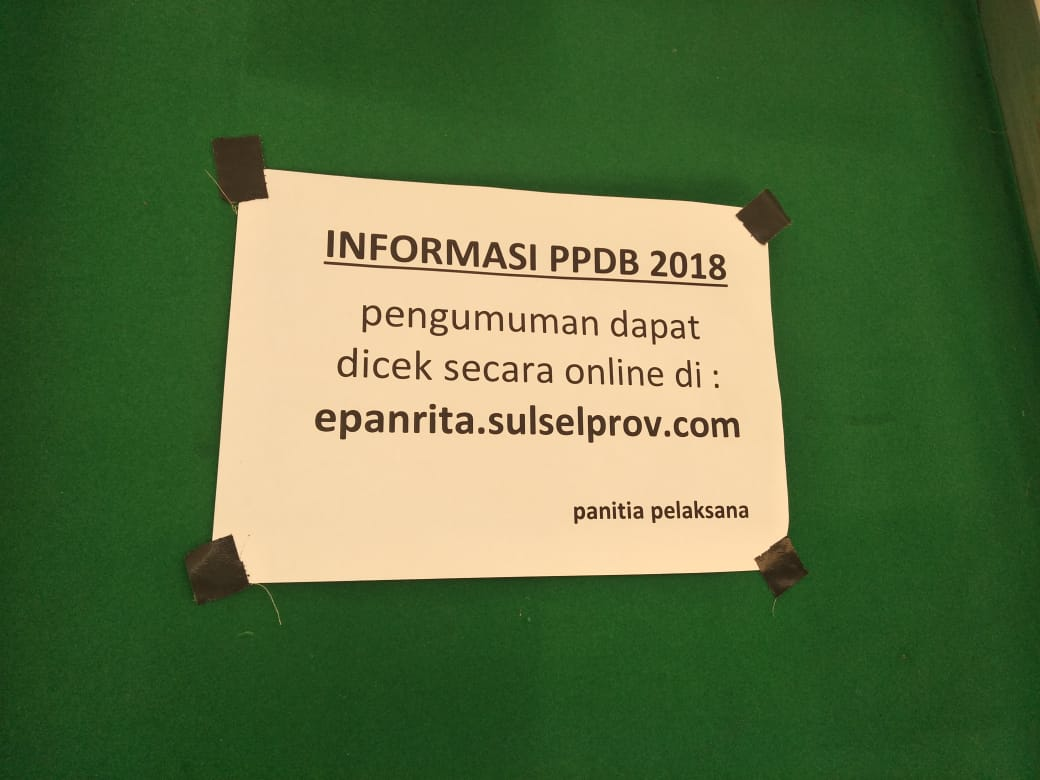 INFORMASI PPDB 2018
pengumuman dapat
dicek secara online di :
epanrita.sulselprov.com
panitia pelaksana